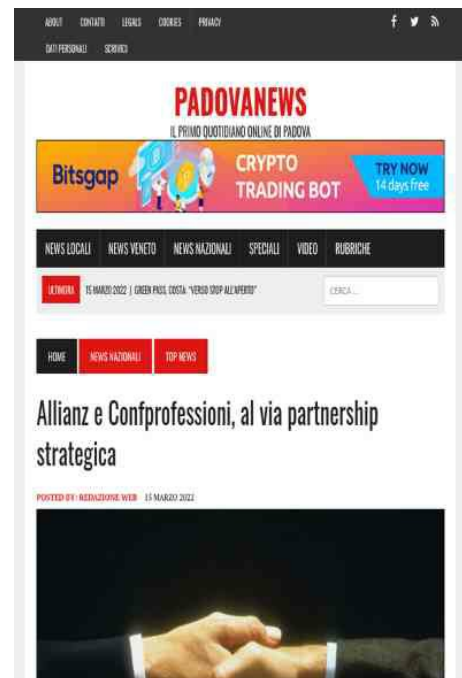 ABOUT CONTATTI LEGALS COOKIES PRIVACY
DATI PERSONALI SCRIVICI
PADOVANEWS
IL PRIMO QUOTIDIANO ONLINE DI PADOVA
Bitsgap
CRYPTO
TRADING BOT
TRY NOW
14 days free
NEWS LOCALI NEWS VENETO NEWS NAZIONALI SPECIALI VIDEO RUBRICHE
ULTIMORA 15 MARZO 2022 | GREEN PASS, COSTA: "VERSO STOP ALL'APERTO"
CERCA ...
HOME NEWS NAZIONALI TOP NEWS
Allianz e Confprofessioni, al via partnership
strategica
POSTED BY: REDAZIONE WEB 15 MARZO 2022